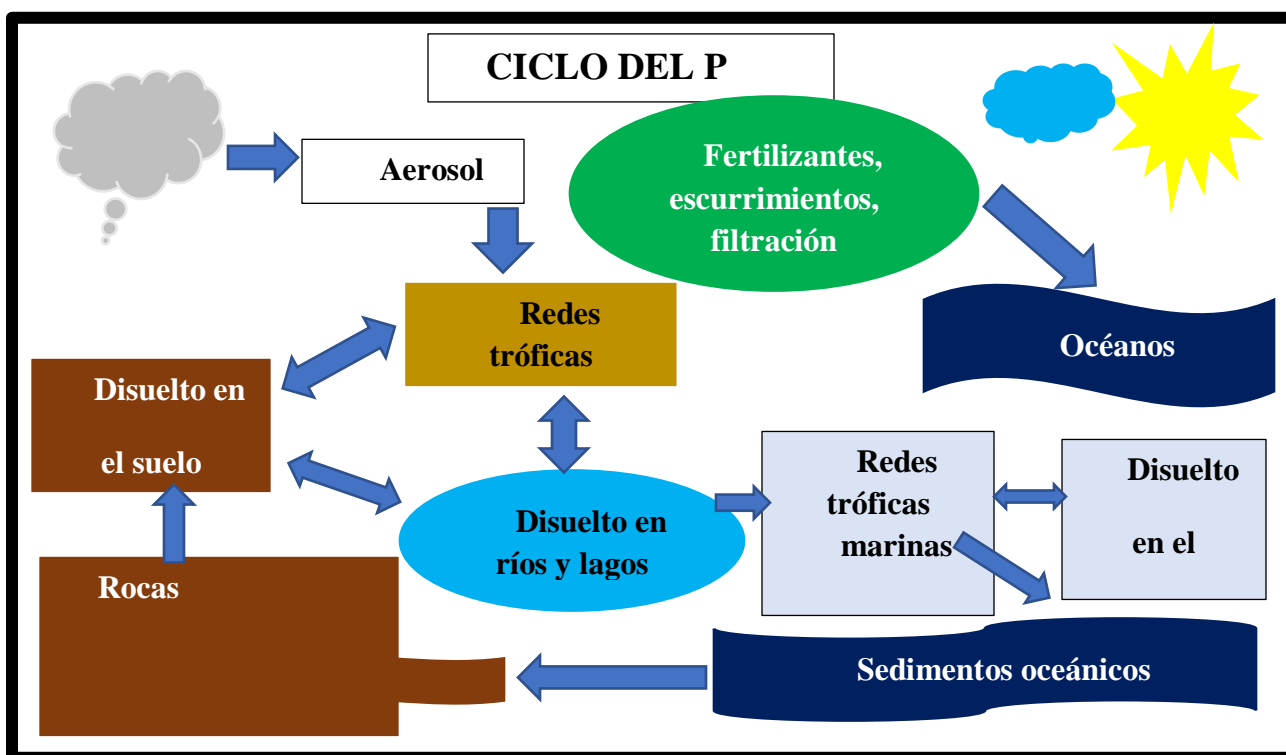 CICLO DEL P
Aerosol
Fertilizantes,
escurrimientos,
filtración
Redes
tróficas
Océanos
Disuelto en
el suelo
Disuelto en
ríos y lagos
Redes
tróficas
marinas
Disuelto
en el
Rocas
Sedimentos oceánicos